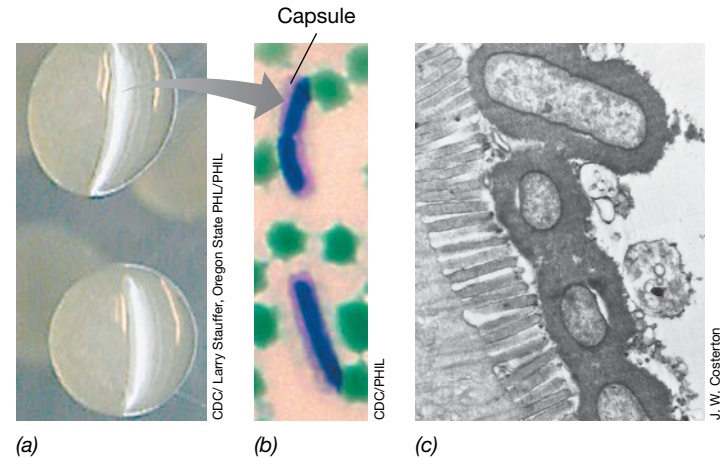 Capsule
CDC/ Larry Stauffer, Oregon State PHL/PHIL
CDC/PHIL
J. W. Costerton
(a)
(b)
(c)